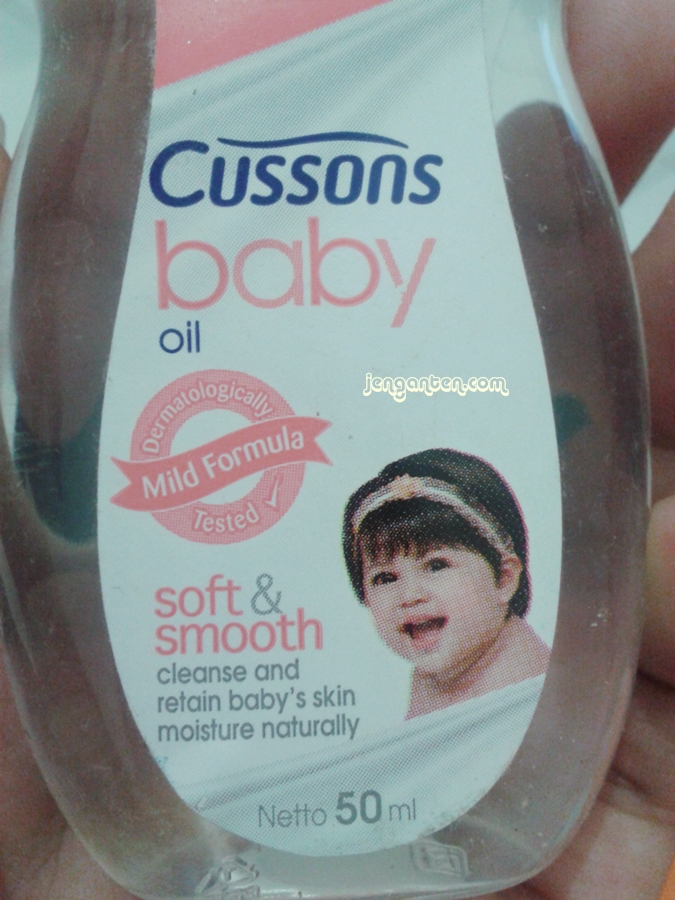 Cussons
baby
oil
jenganten.com
Dermatologically
Mild Formula
Tested
soft &
smooth
cleanse and
retain baby's skin
moisture naturally
Netto 50 ml